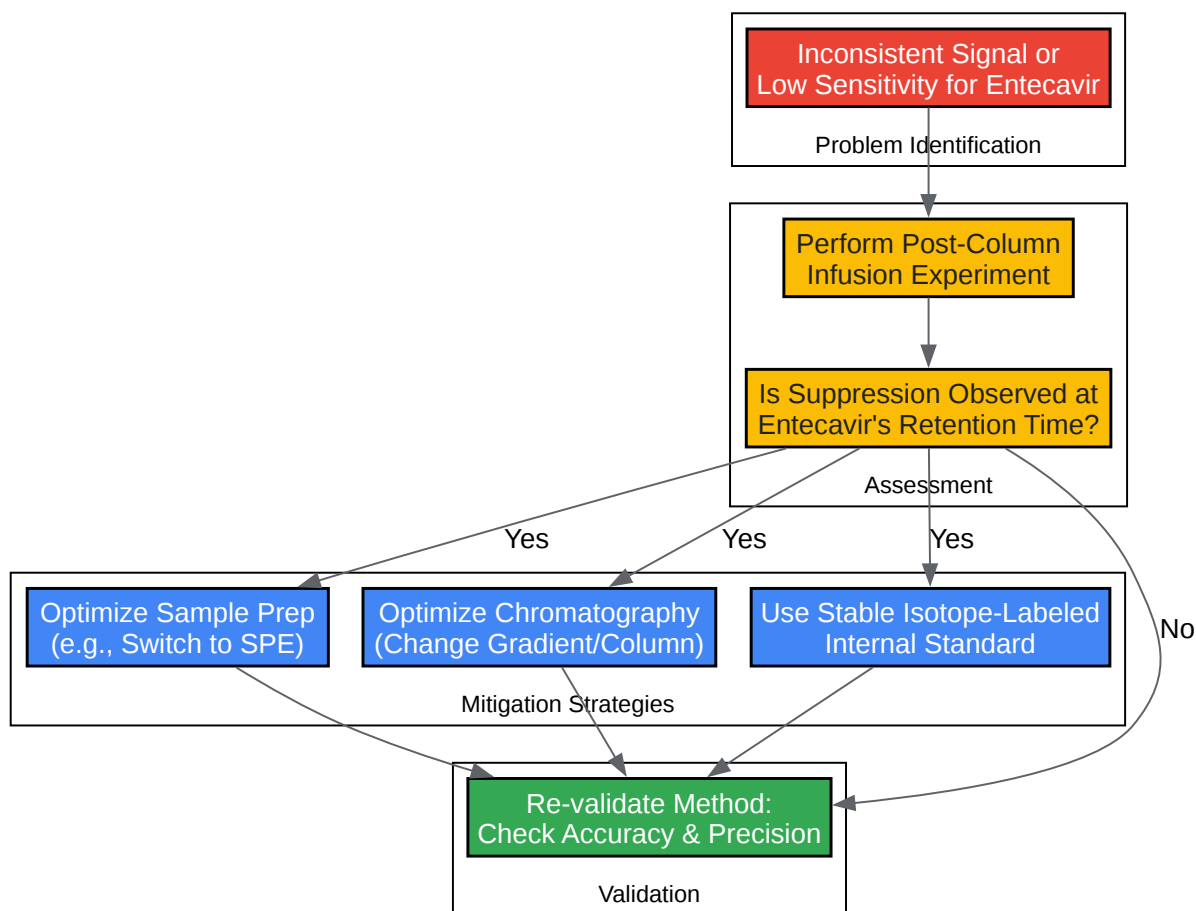 Inconsistent Signal or
Low Sensitivity for Entecavir
Problem Identification
Perform Post-Column
Infusion Experiment
Is Suppression Observed at
Entecavir's Retention Time?
Assessment
Yes
Yes
Yes
No
Optimize Sample Prep
(e.g., Switch to SPE)
Optimize Chromatography
(Change Gradient/Column)
Use Stable Isotope-Labeled
Internal Standard
Mitigation Strategies
Re-validate Method:
Check Accuracy & Precision
Validation